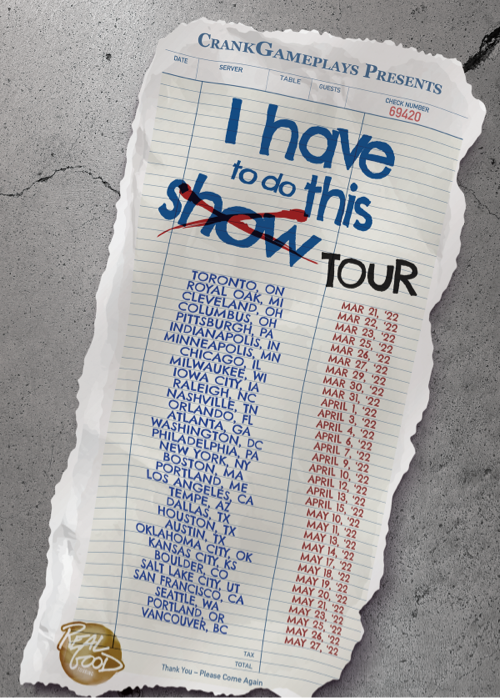 CRANKGAMEPLAYS PRESENTS
DATE SERVER TABLE GUESTS CHECK NUMBER
69420
I have
to do this
show TOUR
TORONTO, ON MAR 21, '22
ROYAL OAK, MI MAR 22, '22
CLEVELAND, OH MAR 23, '22
COLUMBUS, OH MAR 25, '22
PITTSBURGH, PA MAR 26, '22
INDIANAPOLIS, IN MAR 27, '22
MINNEAPOLIS, MN MAR 29, '22
CHICAGO, IL MAR 30, '22
MILWAUKEE, WI MAR 31, '22
IOWA CITY, IA APRIL 1, '22
RALEIGH, NC APRIL 3, '22
NASHVILLE, TN APRIL 4, '22
ORLANDO, FL APRIL 6, '22
ATLANTA, GA APRIL 7, '22
WASHINGTON, DC APRIL 9, '22
PHILADELPHIA, PA APRIL 10, '22
NEW YORK, NY APRIL 12, '22
BOSTON, MA APRIL 13, '22
PORTLAND, ME APRIL 15, '22
LOS ANGELES, CA MAY 10, '22
TEMPE, AZ MAY 11, '22
DALLAS, TX MAY 13, '22
HOUSTON, TX MAY 14, '22
AUSTIN, TX MAY 17, '22
OKLAHOMA CITY, OK MAY 18, '22
KANSAS CITY, KS MAY 19, '22
BOULDER, CO MAY 20, '22
SALT LAKE CITY, UT MAY 21, '22
SAN FRANCISCO, CA MAY 23, '22
SEATTLE, WA MAY 25, '22
PORTLAND, OR MAY 26, '22
VANCOUVER, BC MAY 27, '22
TAX
TOTAL
REAL GOOD
Thank You – Please Come Again